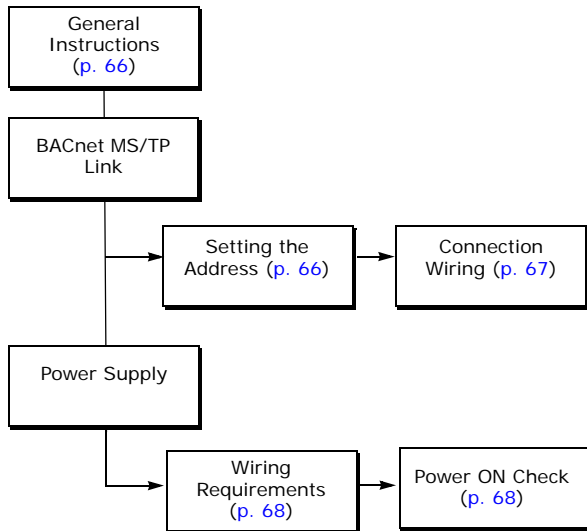 General
Instructions
(p. 66)
BACnet MS/TP
Link
Setting the
Address (p. 66)
Connection
Wiring (p. 67)
Power Supply
Wiring
Requirements
(p. 68)
Power ON Check
(p. 68)